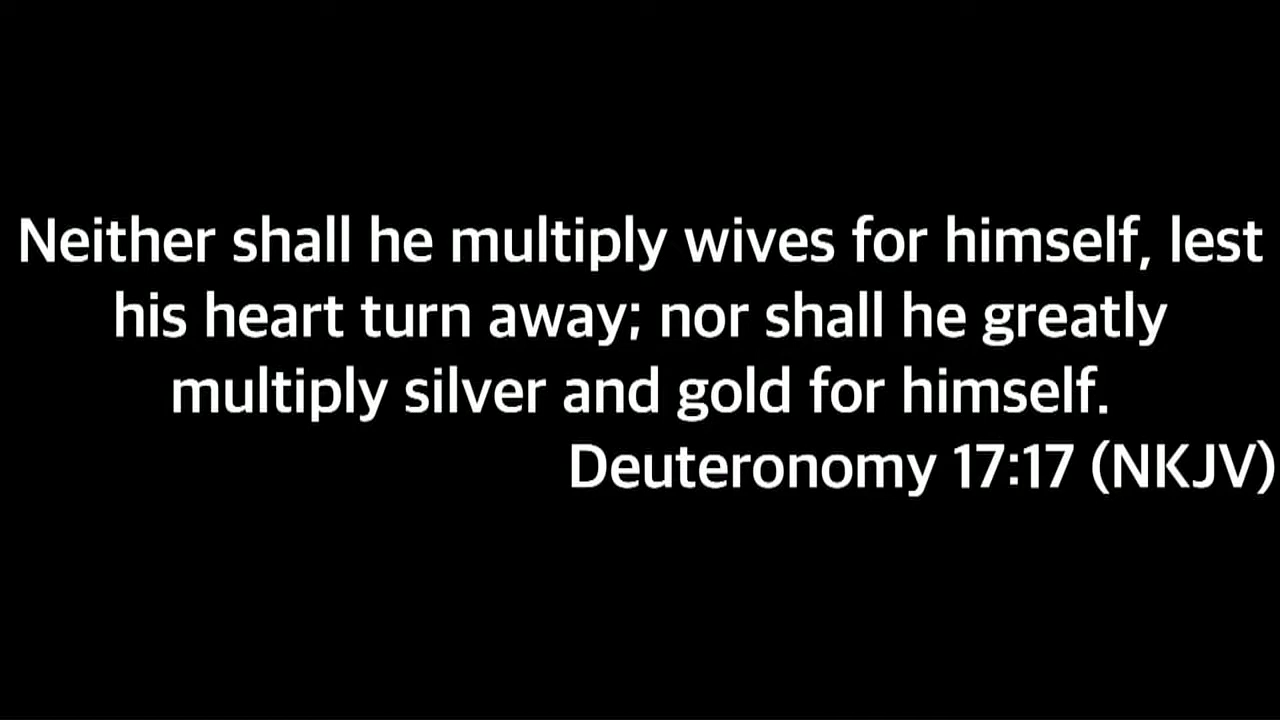 Neither shall he multiply wives for himself, lest
his heart turn away; nor shall he greatly
multiply silver and gold for himself.
Deuteronomy 17:17 (NKJV)